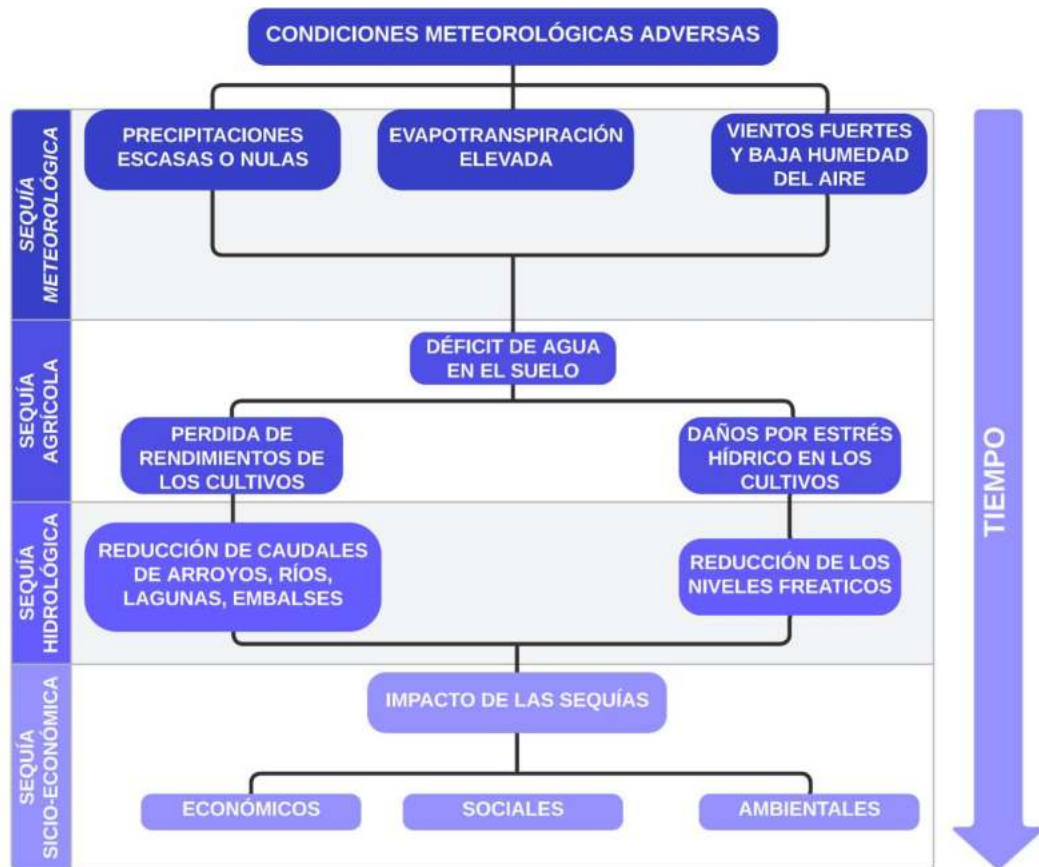 CONDICIONES METEOROLÓGICAS ADVERSAS
SEQUÍA
METEOROLÓGICA
PRECIPITACIONES
ESCASAS O NULAS
EVAPOTRANSPIRACIÓN
ELEVADA
VIENTOS FUERTES
Y BAJA HUMEDAD
DEL AIRE
SEQUÍA
AGRÍCOLA
DÉFICIT DE AGUA
EN EL SUELO
PERDIDA DE
RENDIMIENTOS DE
LOS CULTIVOS
DAÑOS POR ESTRÉS
HÍDRICO EN LOS
CULTIVOS
SEQUÍA
HIDROLÓGICA
REDUCCIÓN DE CAUDALES
DE ARROYOS, RÍOS,
LAGUNAS, EMBALSES
REDUCCIÓN DE LOS
NIVELES FREATICOS
SEQUÍA
SICIO-ECONÓMICA
IMPACTO DE LAS SEQUÍAS
ECONÓMICOS
SOCIALES
AMBIENTALES
TIEMPO